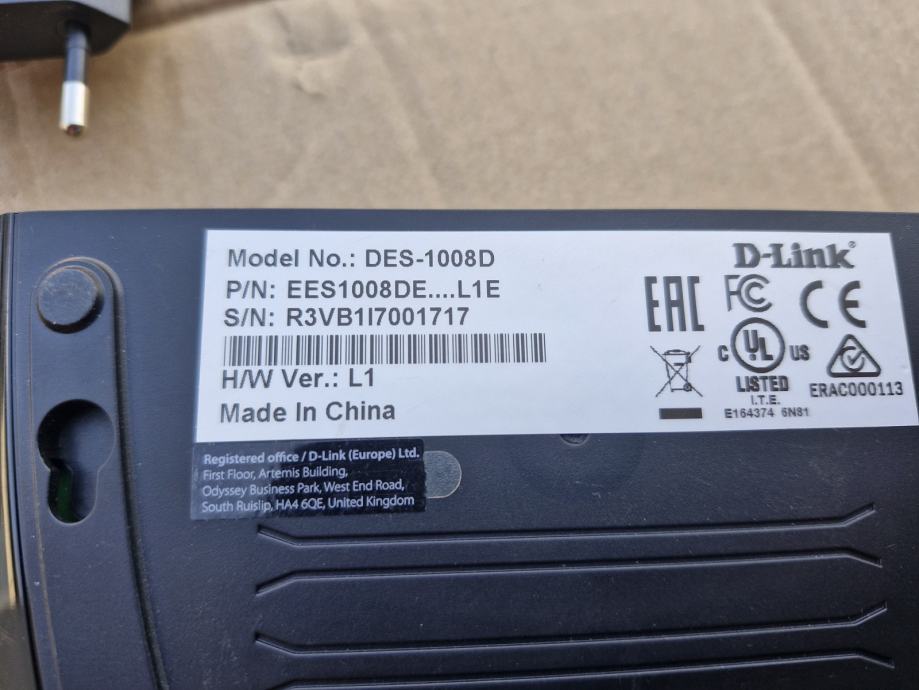 Model No.: DES-1008D
P/N: EES1008DE....L1E
S/N: R3VB1I7001717
H/W Ver.: L1
Made In China
D-Link®
EAC FC CE
C UL US
LISTED
I.T.E.
E164374 6N81
ERAC000113
Registered office / D-Link (Europe) Ltd.
First Floor, Artemis Building,
Odyssey Business Park, West End Road,
South Ruislip, HA4 6QE, United Kingdom